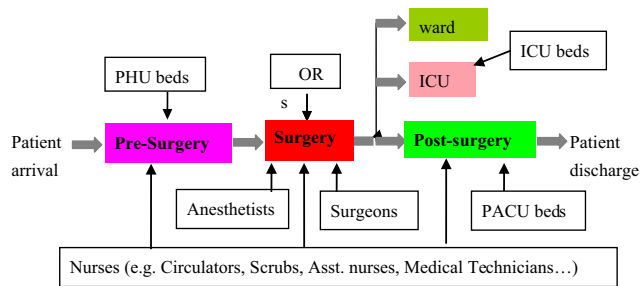 ward
PHU beds
OR
s
ICU
ICU beds
Patient
arrival
Pre-Surgery
Surgery
Post-surgery
Patient
discharge
Anesthetists
Surgeons
PACU beds
Nurses (e.g. Circulators, Scrubs, Asst. nurses, Medical Technicians…)